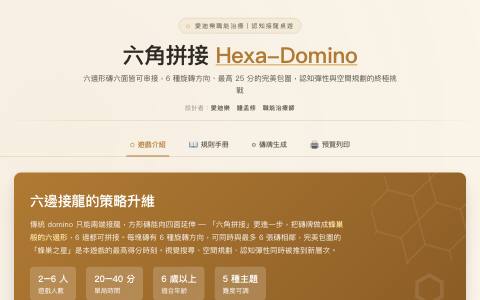 愛迪樂職能治療｜認知接龍桌遊
六角拼接 Hexa–Domino
六邊形磚六面皆可串接，6 種旋轉方向、最高 25 分的完美包圍，認知彈性與空間規劃的終極挑
戰
設計者：愛迪樂 鍾孟修 職能治療師
遊戲介紹
規則手冊
磚牌生成
預覽列印
六邊接龍的策略升維
傳統 domino 只能兩端接龍，方形磚能向四面延伸 — 「六角拼接」更進一步，把磚牌做成蜂巢
般的六邊形，6 邊都可拼接。每塊磚有 6 種旋轉方向，可同時與最多 6 張磚相鄰，完美包圍的
「蜂巢之星」是本遊戲的最高得分時刻。視覺搜尋、空間規劃、認知彈性同時被推到新層次。
2–6 人
遊戲人數
20–40 分
單局時間
6 歲以上
適合年齡
5 種主題
難度可調